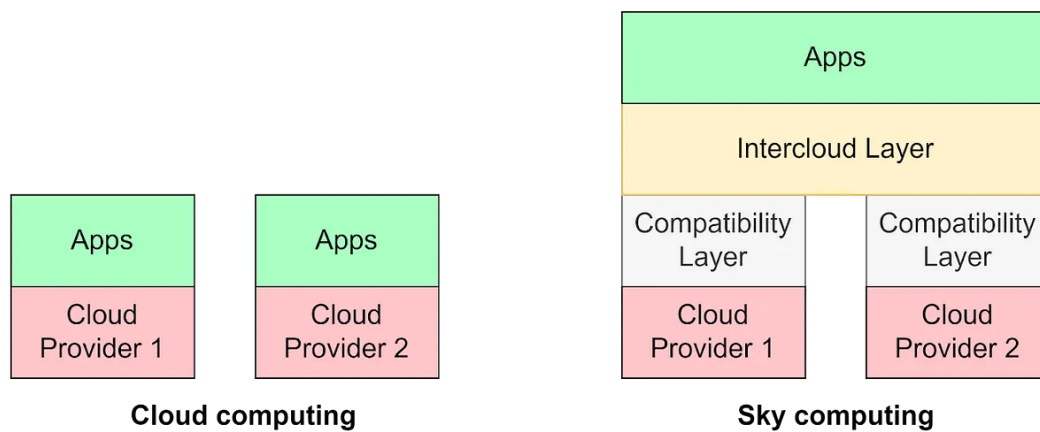 Apps
Cloud
Provider 1
Apps
Cloud
Provider 2
Cloud computing
Apps
Intercloud Layer
Compatibility
Layer
Cloud
Provider 1
Compatibility
Layer
Cloud
Provider 2
Sky computing